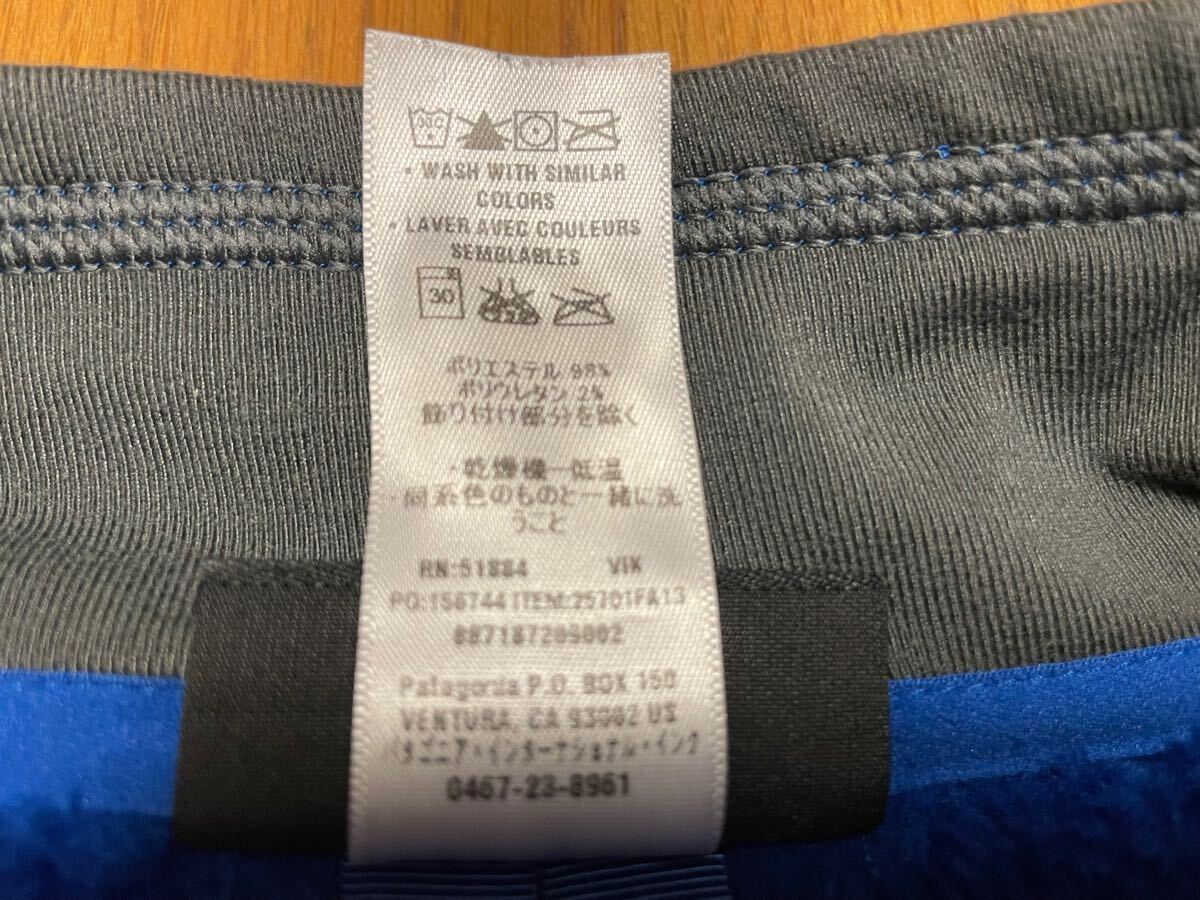 30C
• WASH WITH SIMILAR
COLORS
• LAVER AVEC COULEURS
SEMBLABLES
30
ポリエステル 98%
ポリウレタン 2%
飾り付け部分を除く
・乾燥機一低温
・同系色のものと一緒に洗
うこと
RN:51884 VIK
PO:156744 ITEM:25701FA13
887187209002
Patagonia P.O. BOX 150
VENTURA, CA 93002 US
パタゴニア・インターナショナル・インク
0467-23-8961